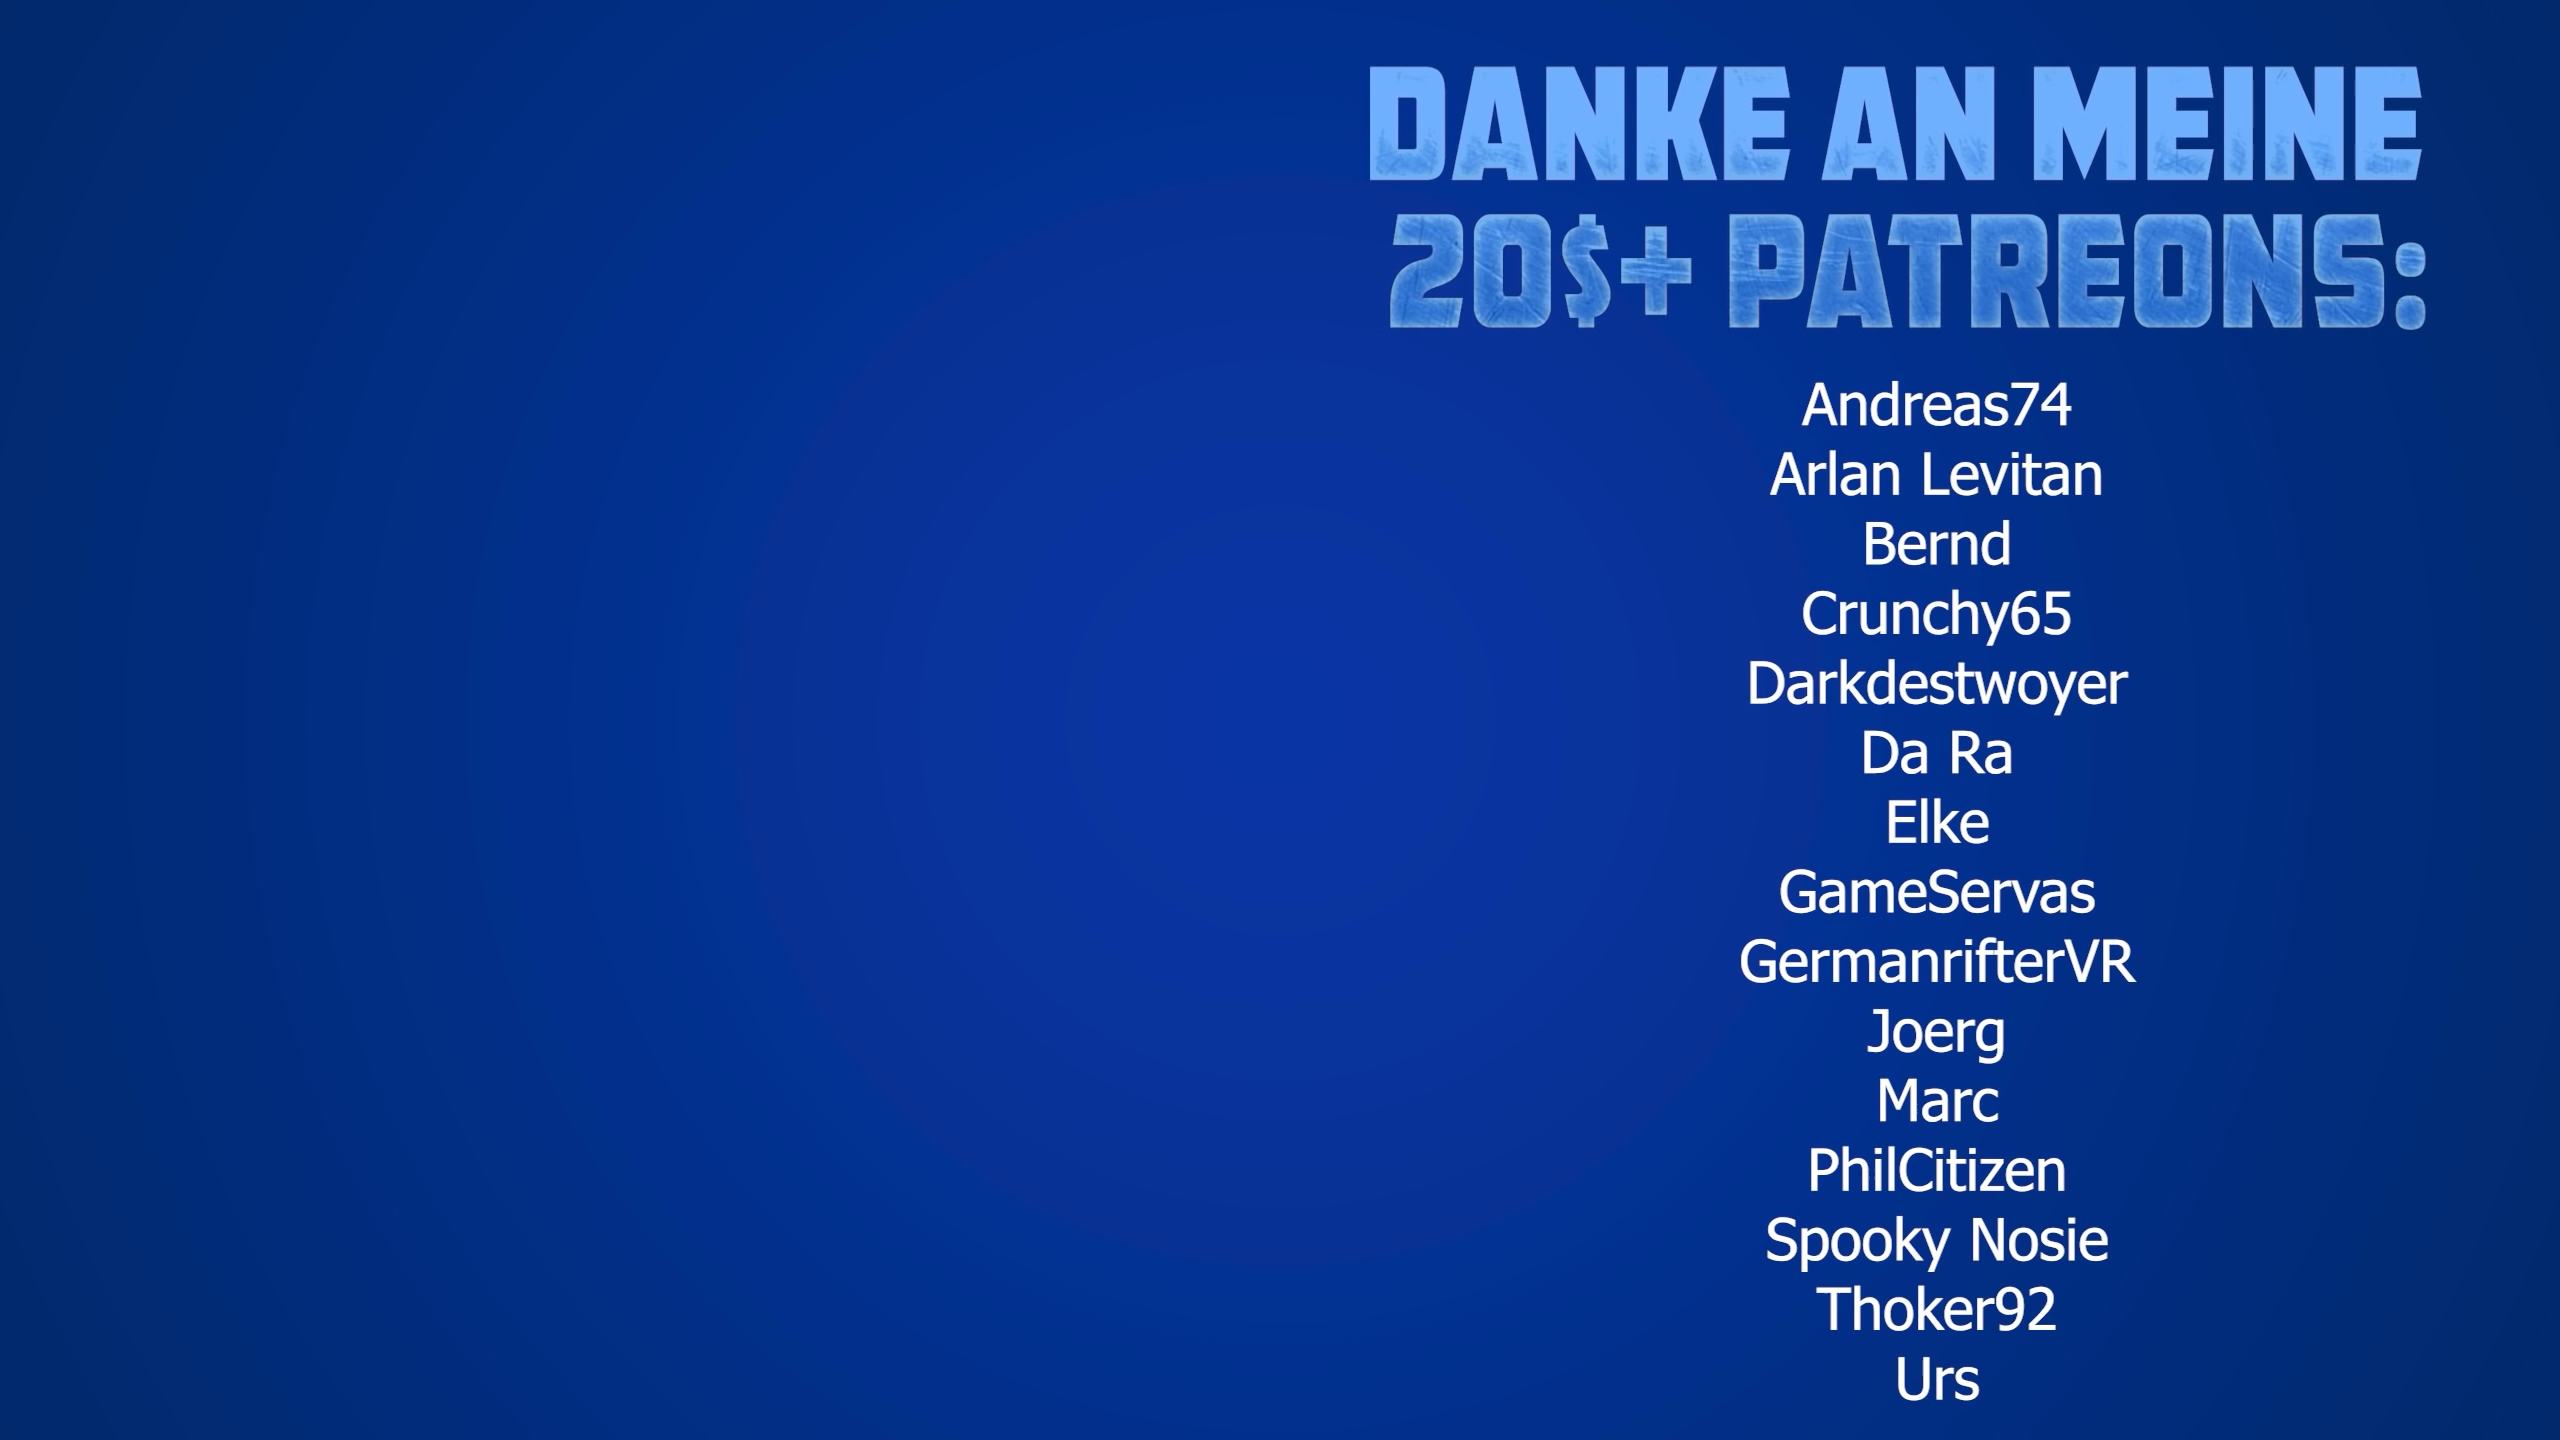 DANKE AN MEINE
20$+ PATREONS:
Andreas74
Arlan Levitan
Bernd
Crunchy65
Darkdestwoyer
Da Ra
Elke
GameServas
GermanrifterVR
Joerg
Marc
PhilCitizen
Spooky Nosie
Thoker92
Urs